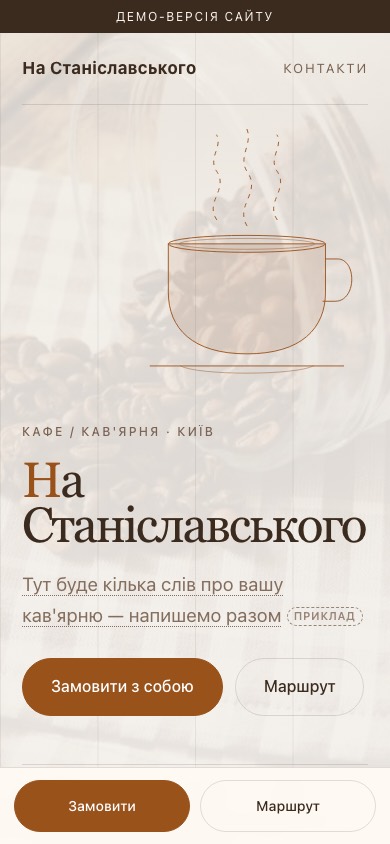 ДЕМО-ВЕРСІЯ САЙТУ
На Станіславського
КОНТАКТИ
КАФЕ / КАВ'ЯРНЯ · КИЇВ
На
Станіславського
Тут буде кілька слів про вашу
кав'ярню — напишемо разом ПРИКЛАД
Замовити з собою
Маршрут
Замовити
Маршрут